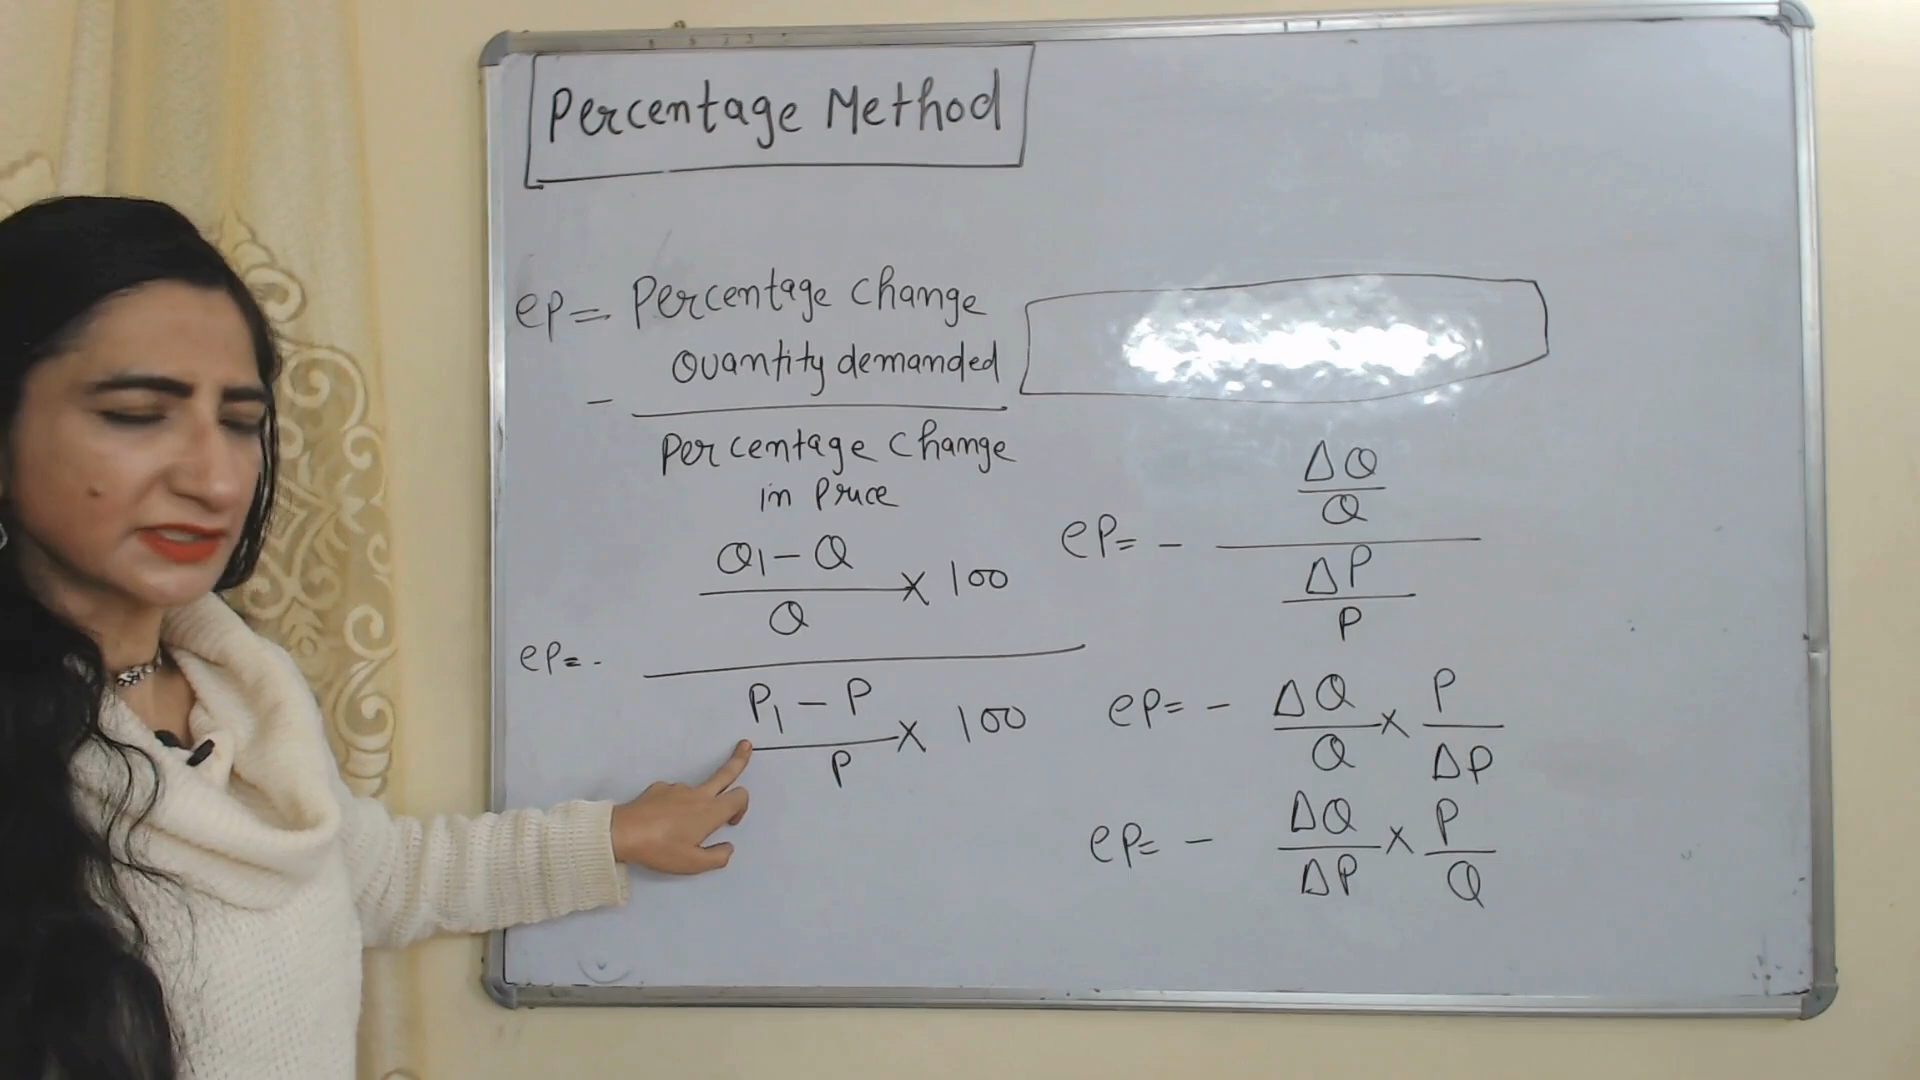 Percentage Method
ep= Percentage change
Quantity demanded
-
Percentage change
in Price
Q1 - Q
Q
× 100
ep= -
P1 - P
P
× 100
ep= -
ΔQ
Q
ΔP
P
ep= - ΔQ × P
Q ΔP
ep= - ΔQ × P
ΔP Q